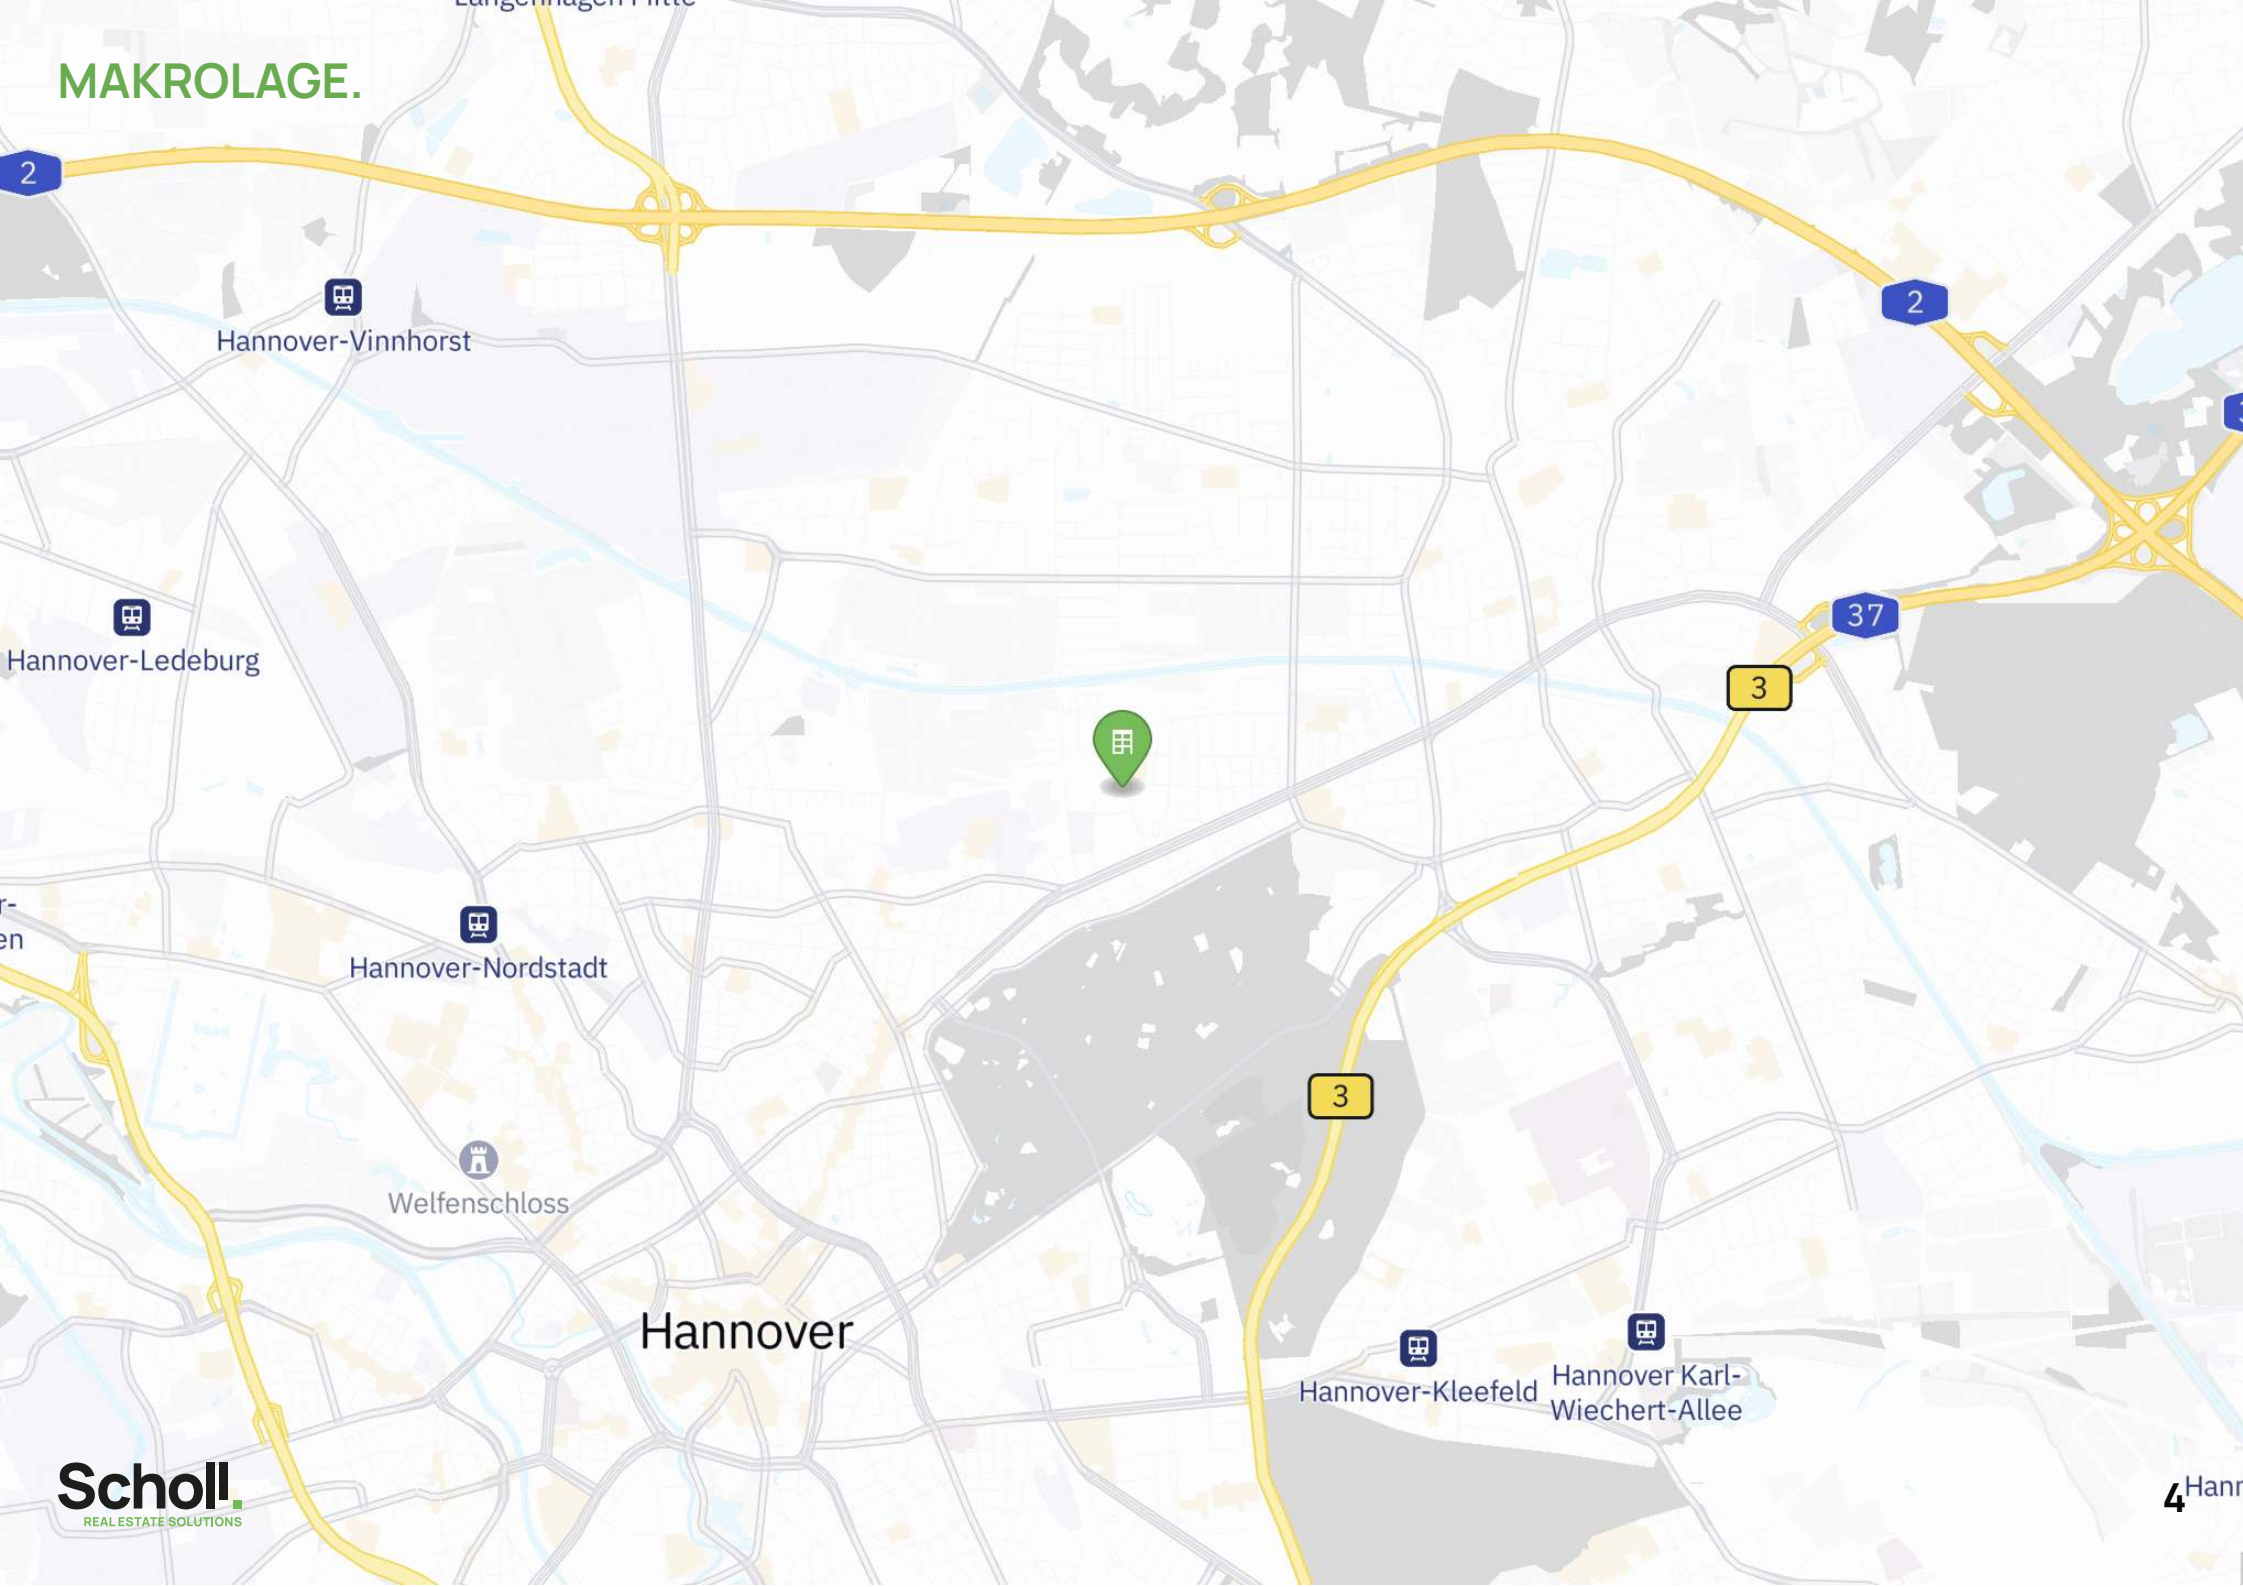 MAKROLAGE.
2
Hannover-Vinnhorst
2
37
Hannover-Ledeburg
3
Hannover-Nordstadt
3
Welfenschloss
Hannover
Hannover-Kleefeld
Hannover Karl-
Wiechert-Allee
Scholl.
REAL ESTATE SOLUTIONS
4